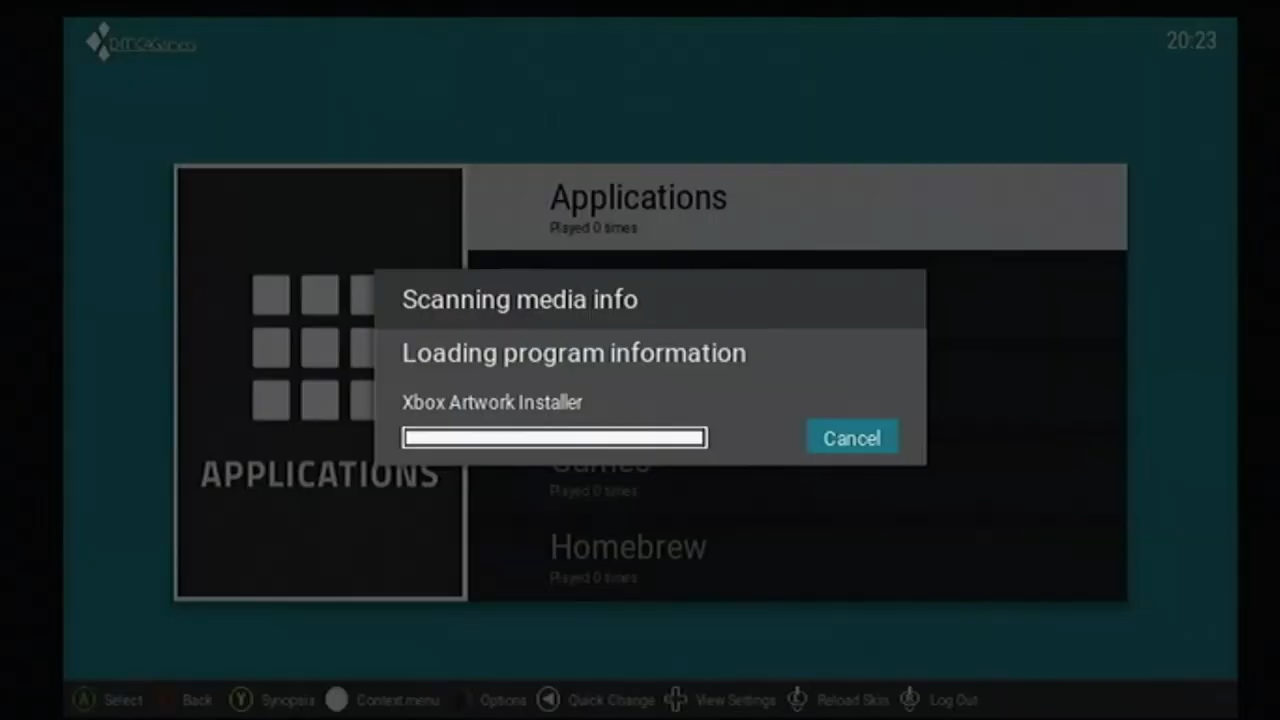 20:23
Applications
Played 0 times
Scanning media info
Loading program information
Xbox Artwork Installer
Cancel
APPLICATIONS
Games
Played 0 times
Homebrew
Played 0 times
Select Back Synopsis Context menu Options Quick Change View Settings Reload Skin Log Out